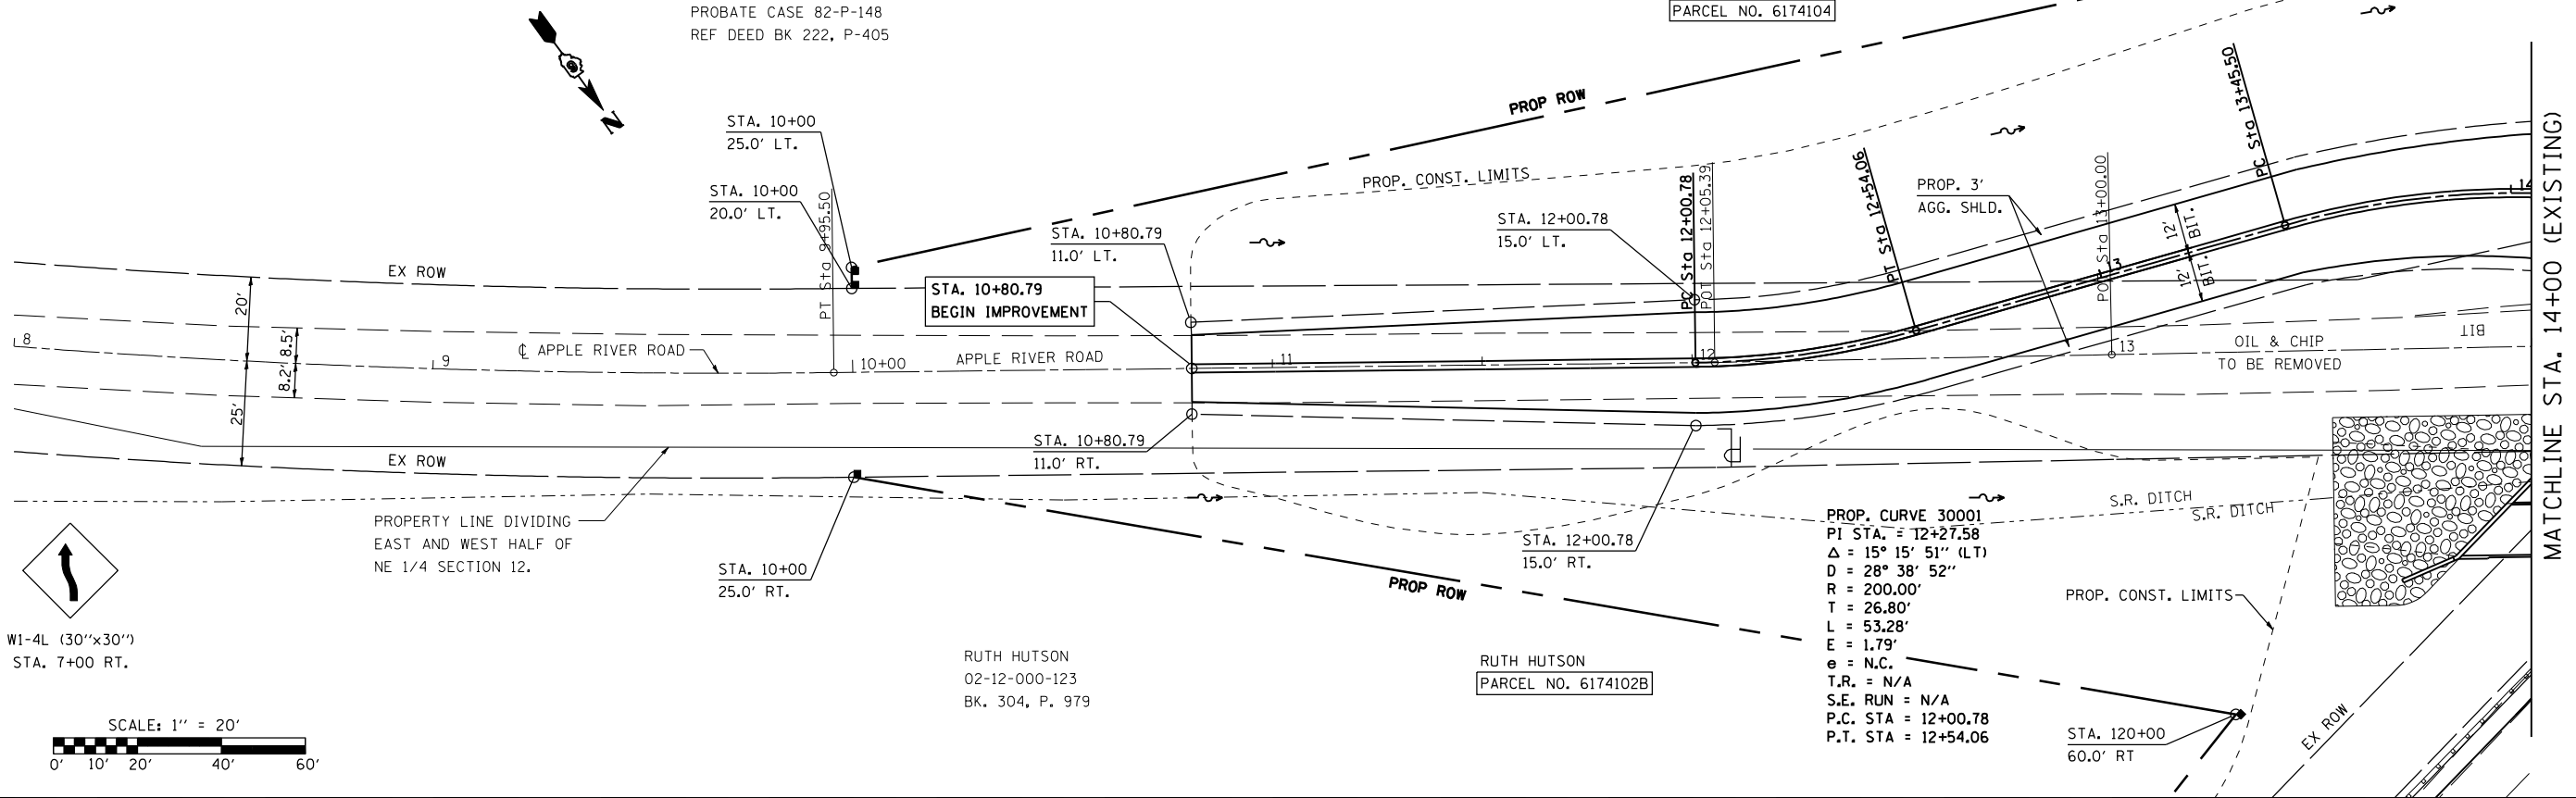 PROBATE CASE 82-P-148
REF DEED BK 222, P-405
PARCEL NO. 6174104
9
N
STA. 10+00
25.0' LT.
STA. 10+00
20.0' LT.
PT Sta 9+95.50
EX ROW
20'
8.5'
8.2'
25'
8
9
℄ APPLE RIVER ROAD
10+00
APPLE RIVER ROAD
STA. 10+80.79
BEGIN IMPROVEMENT
STA. 10+80.79
11.0' LT.
PROP ROW
PROP. CONST. LIMITS
STA. 12+00.78
15.0' LT.
PC Sta 12+00.78
POT Sta 12+05.39
PT Sta 12+54.06
PROP. 3'
AGG. SHLD.
POT Sta 13+00.00
12'
BIT.
12'
BIT.
PC Sta 13+45.50
11
12
13
13
14
BIT
OIL & CHIP
TO BE REMOVED
MATCHLINE STA. 14+00 (EXISTING)
EX ROW
STA. 10+80.79
11.0' RT.
PROPERTY LINE DIVIDING
EAST AND WEST HALF OF
NE 1/4 SECTION 12.
STA. 10+00
25.0' RT.
PROP ROW
STA. 12+00.78
15.0' RT.
S.R. DITCH
S.R. DITCH
PROP. CURVE 30001
PI STA. = 12+27.58
Δ = 15° 15' 51'' (LT)
D = 28° 38' 52''
R = 200.00'
T = 26.80'
L = 53.28'
E = 1.79'
e = N.C.
T.R. = N/A
S.E. RUN = N/A
P.C. STA = 12+00.78
P.T. STA = 12+54.06
PROP. CONST. LIMITS
STA. 120+00
60.0' RT
EX ROW
W1-4L (30''x30'')
STA. 7+00 RT.
RUTH HUTSON
02-12-000-123
BK. 304, P. 979
RUTH HUTSON
PARCEL NO. 6174102B
SCALE: 1'' = 20'
0' 10' 20' 40' 60'